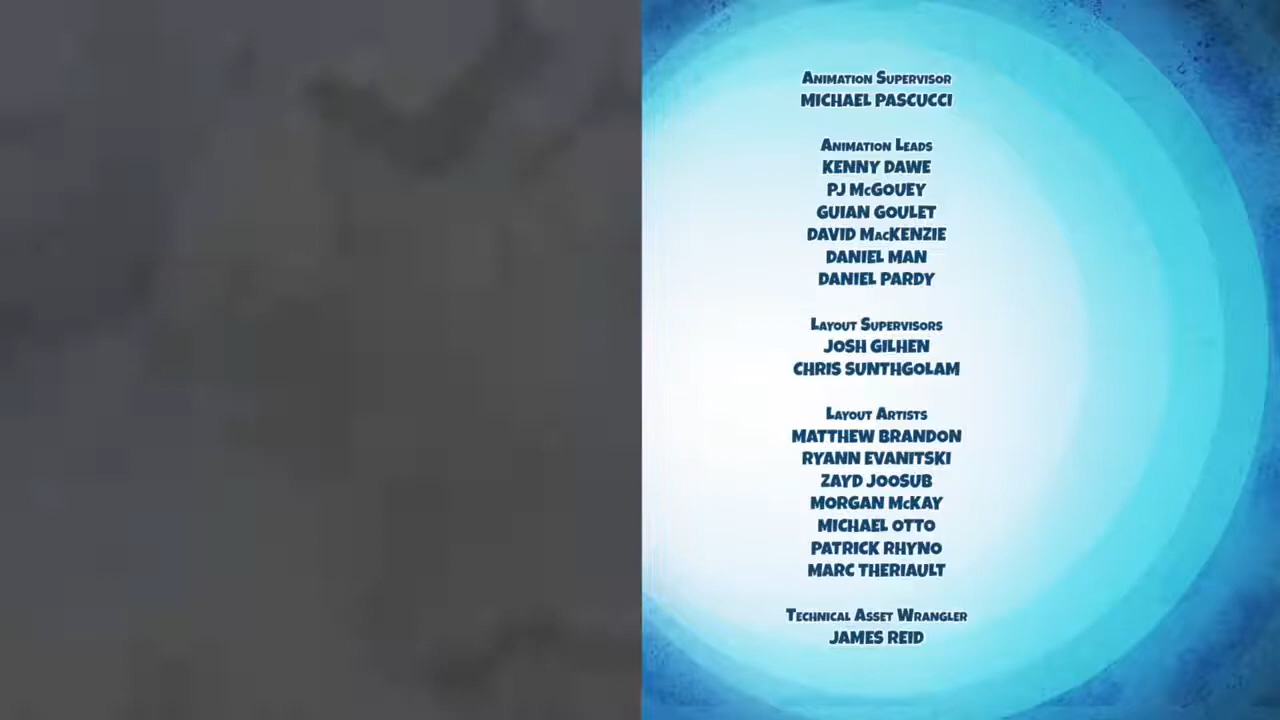 Animation Supervisor
MICHAEL PASCUCCI
Animation Leads
KENNY DAWE
PJ McGOUEY
GUIAN GOULET
DAVID MacKENZIE
DANIEL MAN
DANIEL PARDY
Layout Supervisors
JOSH GILHEN
CHRIS SUNTHGOLAM
Layout Artists
MATTHEW BRANDON
RYANN EVANITSKI
ZAYD JOOSUB
MORGAN McKAY
MICHAEL OTTO
PATRICK RHYNO
MARC THERIAULT
Technical Asset Wrangler
JAMES REID